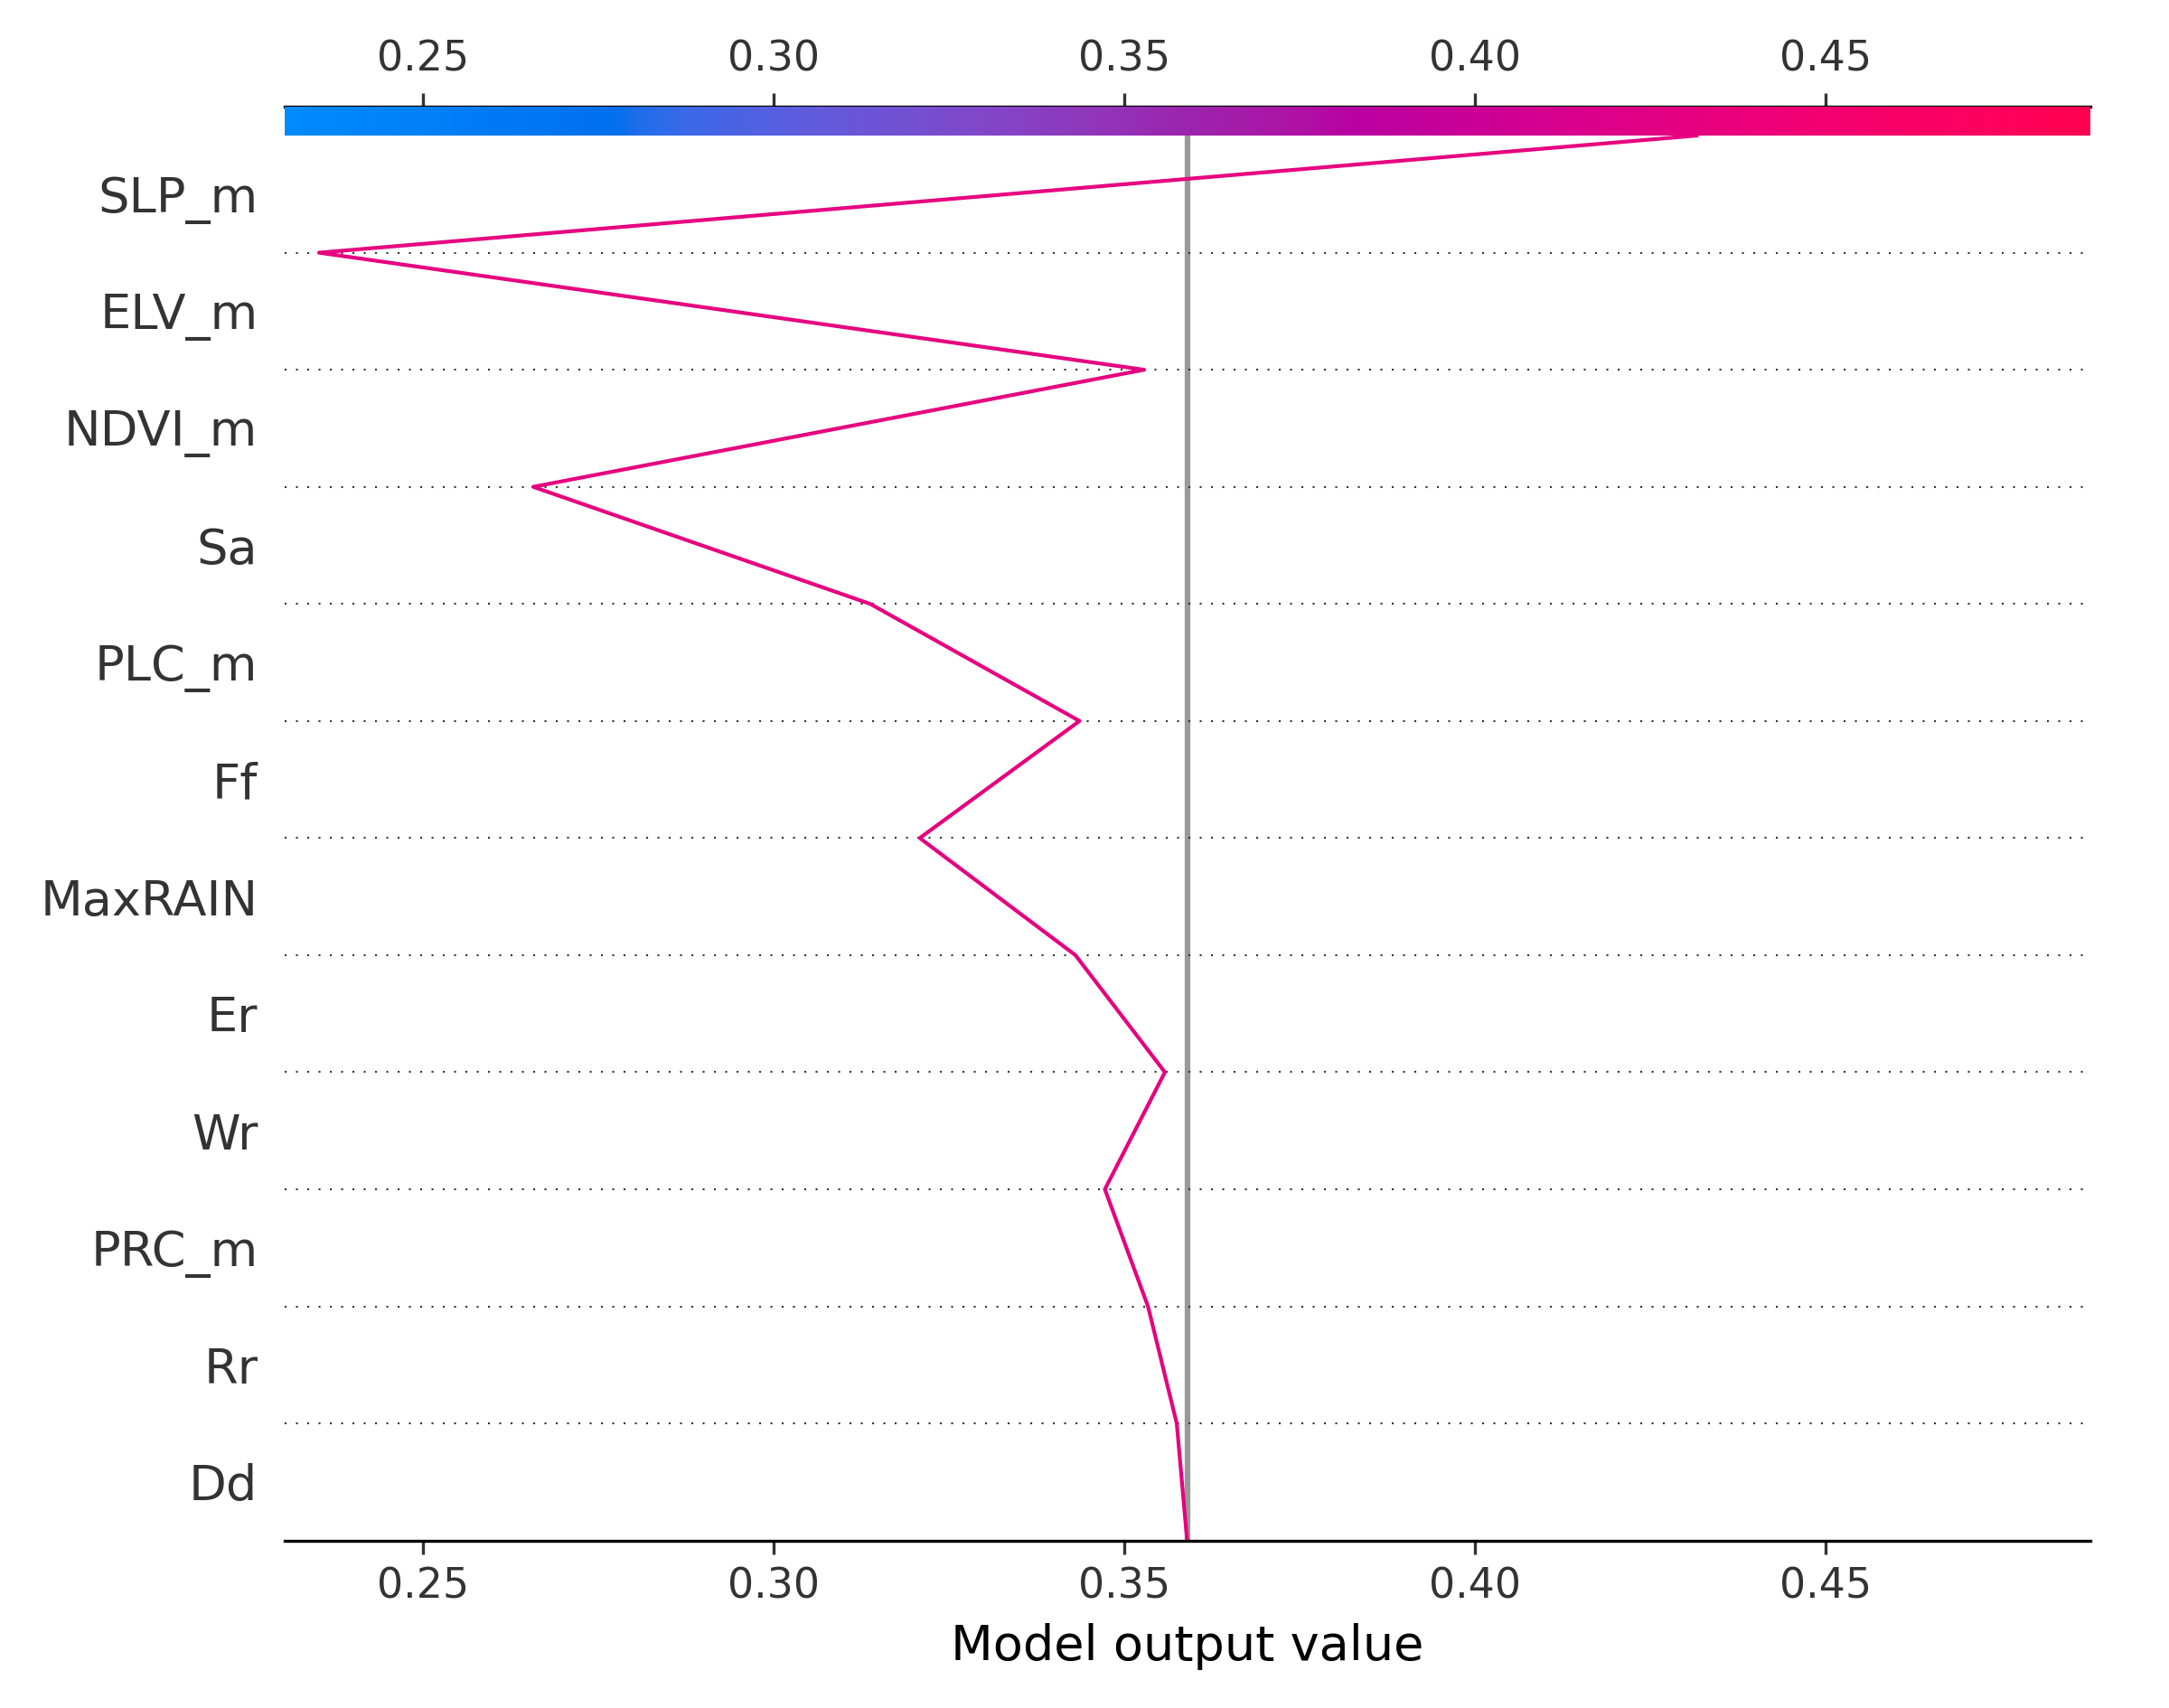 0.25 0.30 0.35 0.40 0.45
SLP_m
ELV_m
NDVI_m
Sa
PLC_m
Ff
MaxRAIN
Er
Wr
PRC_m
Rr
Dd
0.25 0.30 0.35 0.40 0.45
Model output value